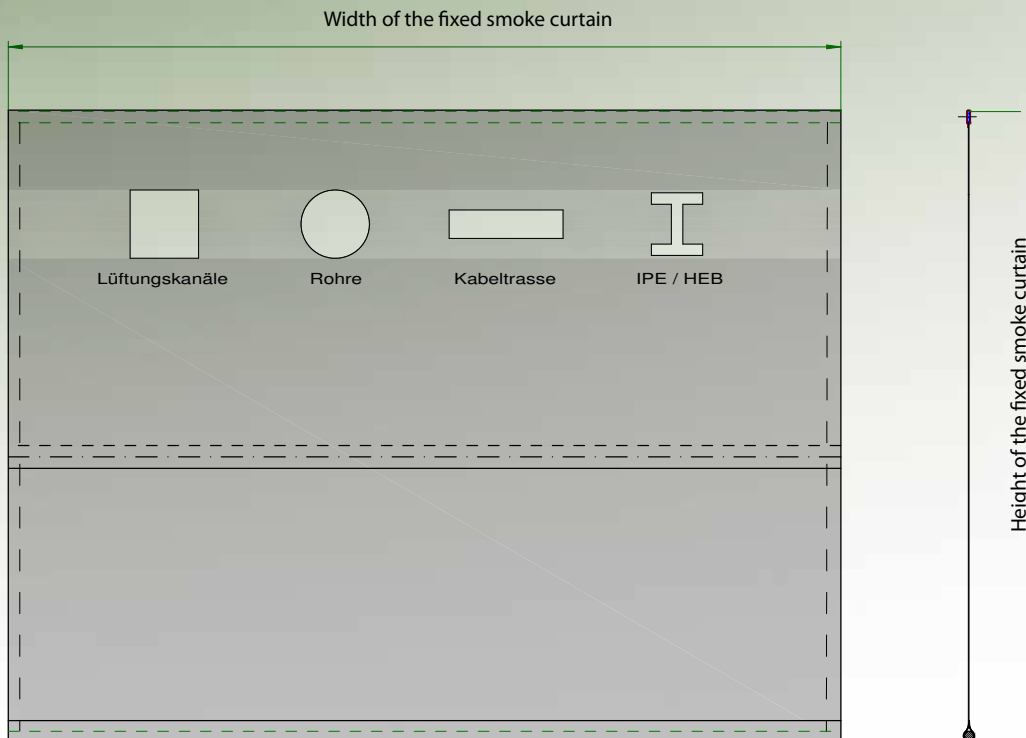 Width of the fixed smoke curtain
Lüftungskanäle
Rohre
Kabeltrasse
IPE / HEB
Height of the fixed smoke curtain